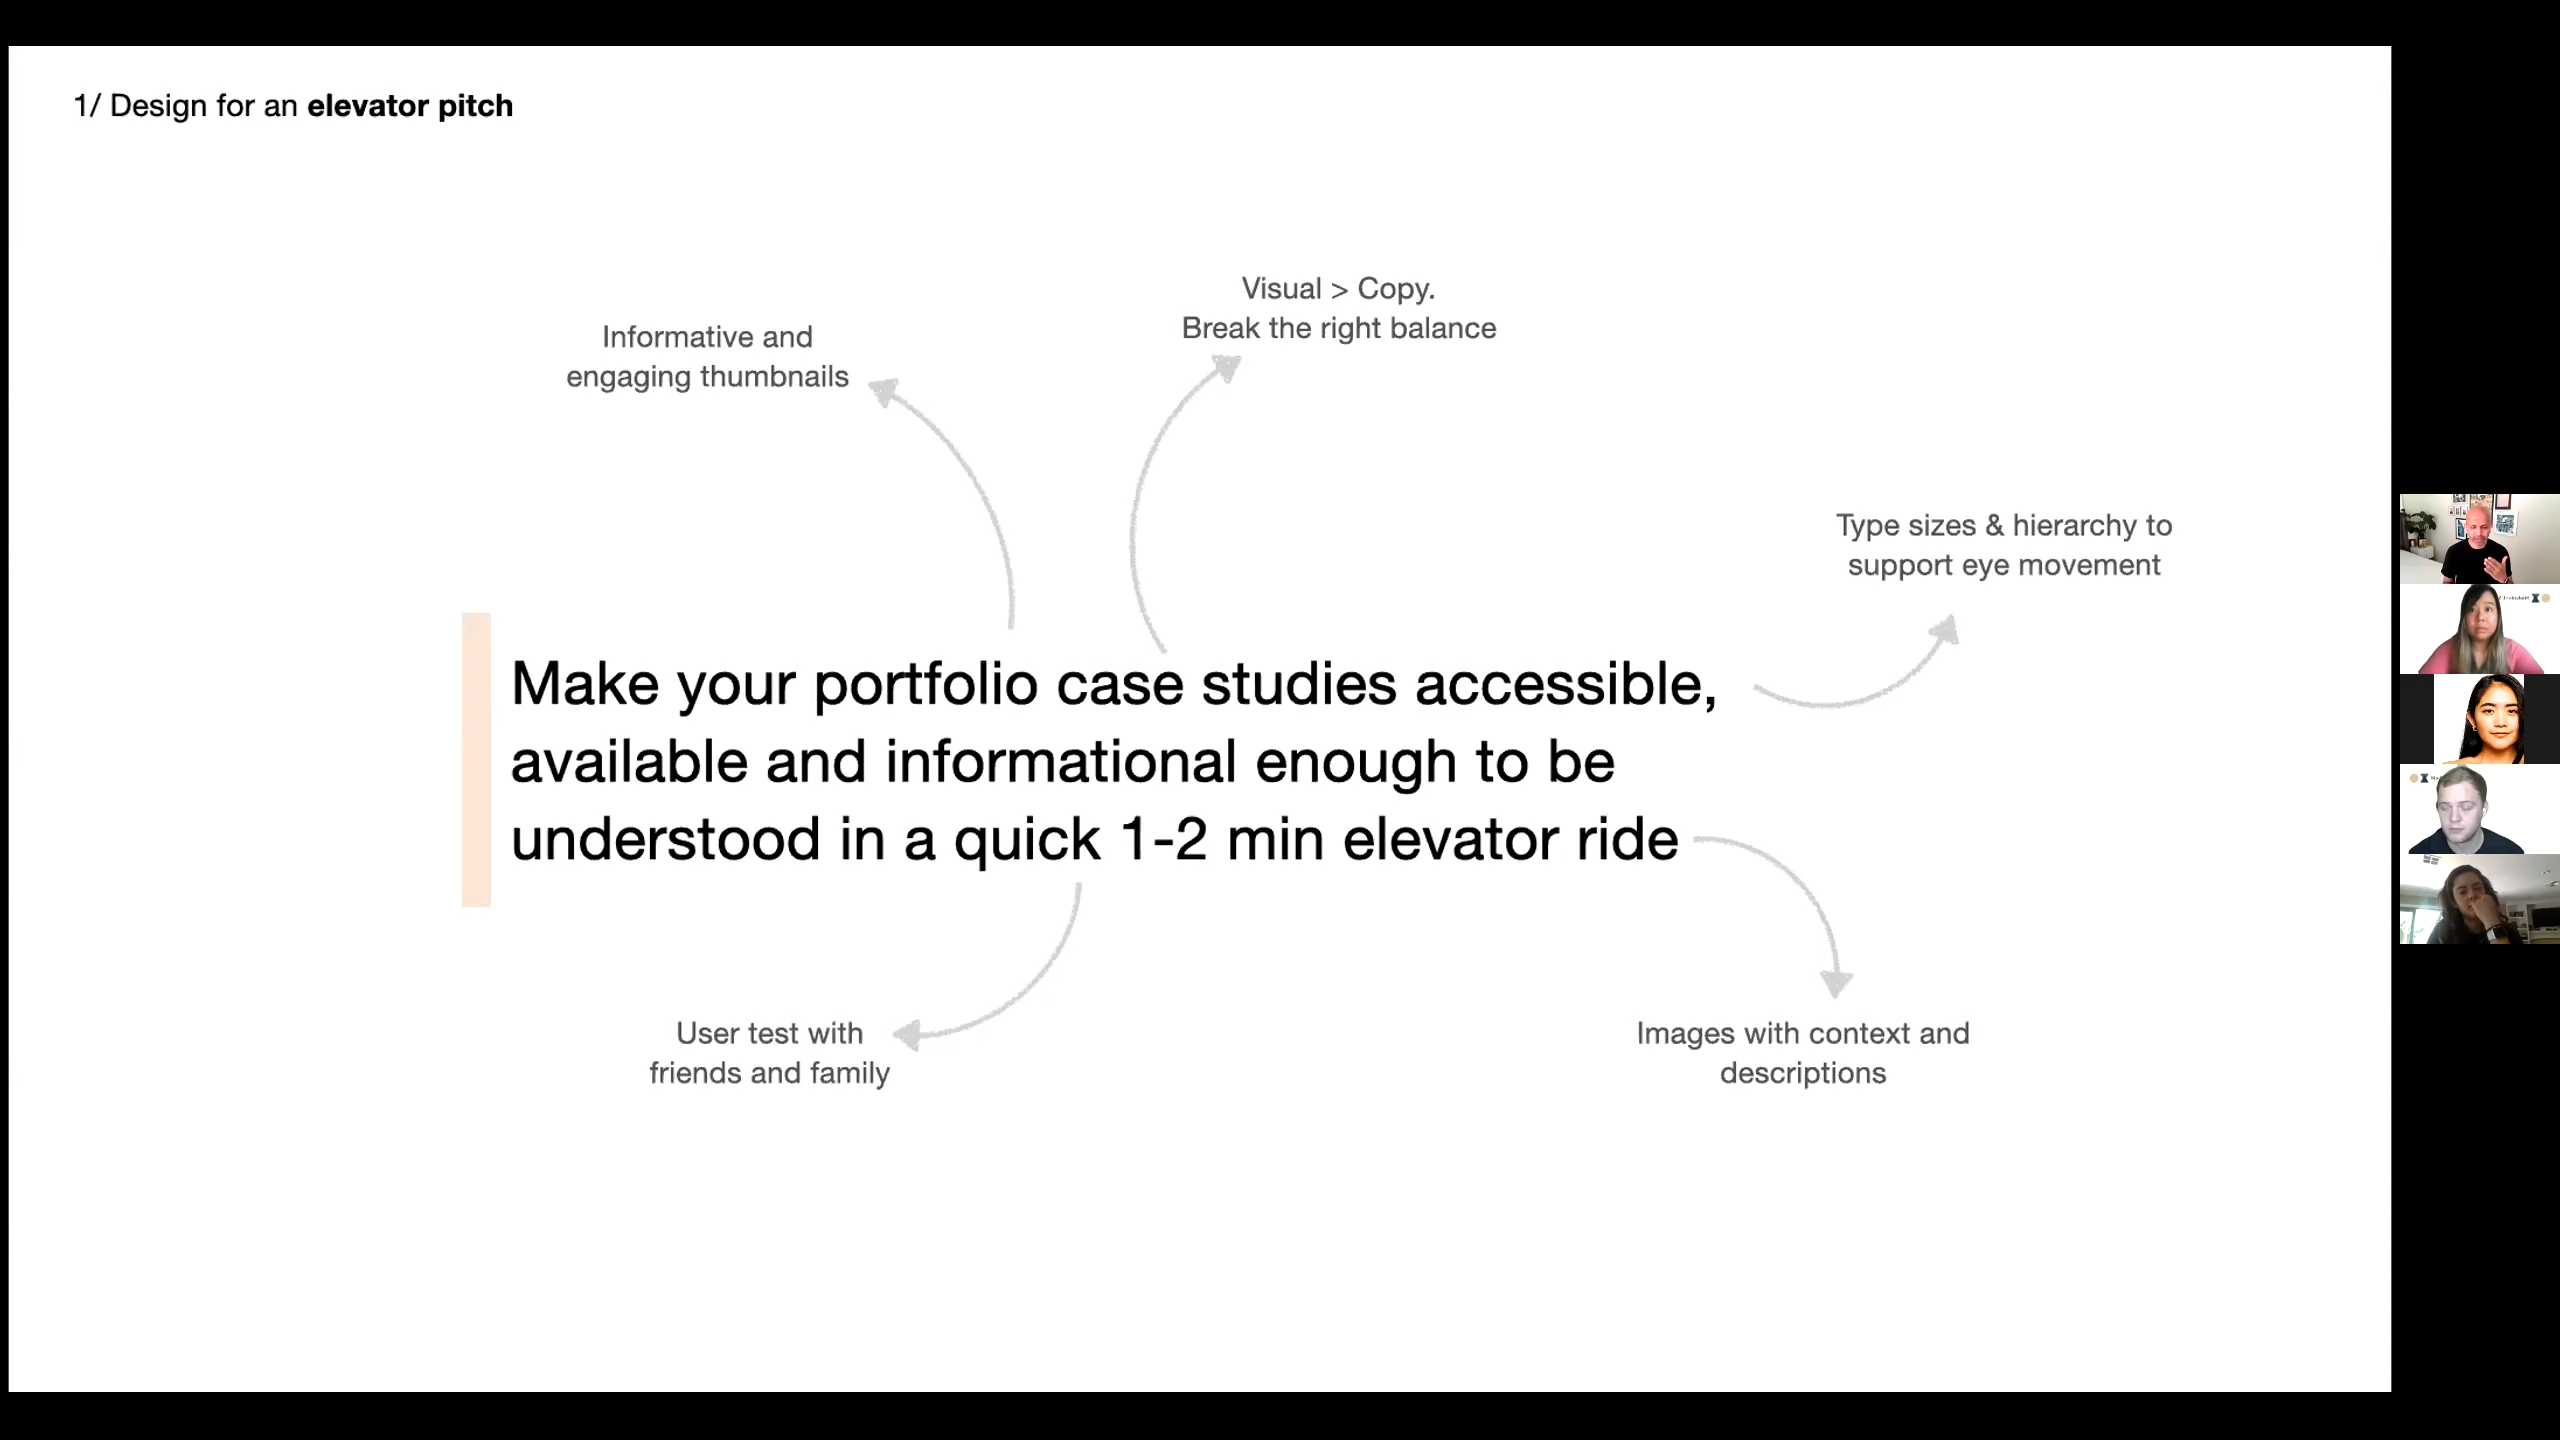 1/ Design for an elevator pitch
Visual > Copy.
Break the right balance
Informative and
engaging thumbnails
Type sizes & hierarchy to
support eye movement
Make your portfolio case studies accessible,
available and informational enough to be
understood in a quick 1-2 min elevator ride
User test with
friends and family
Images with context and
descriptions